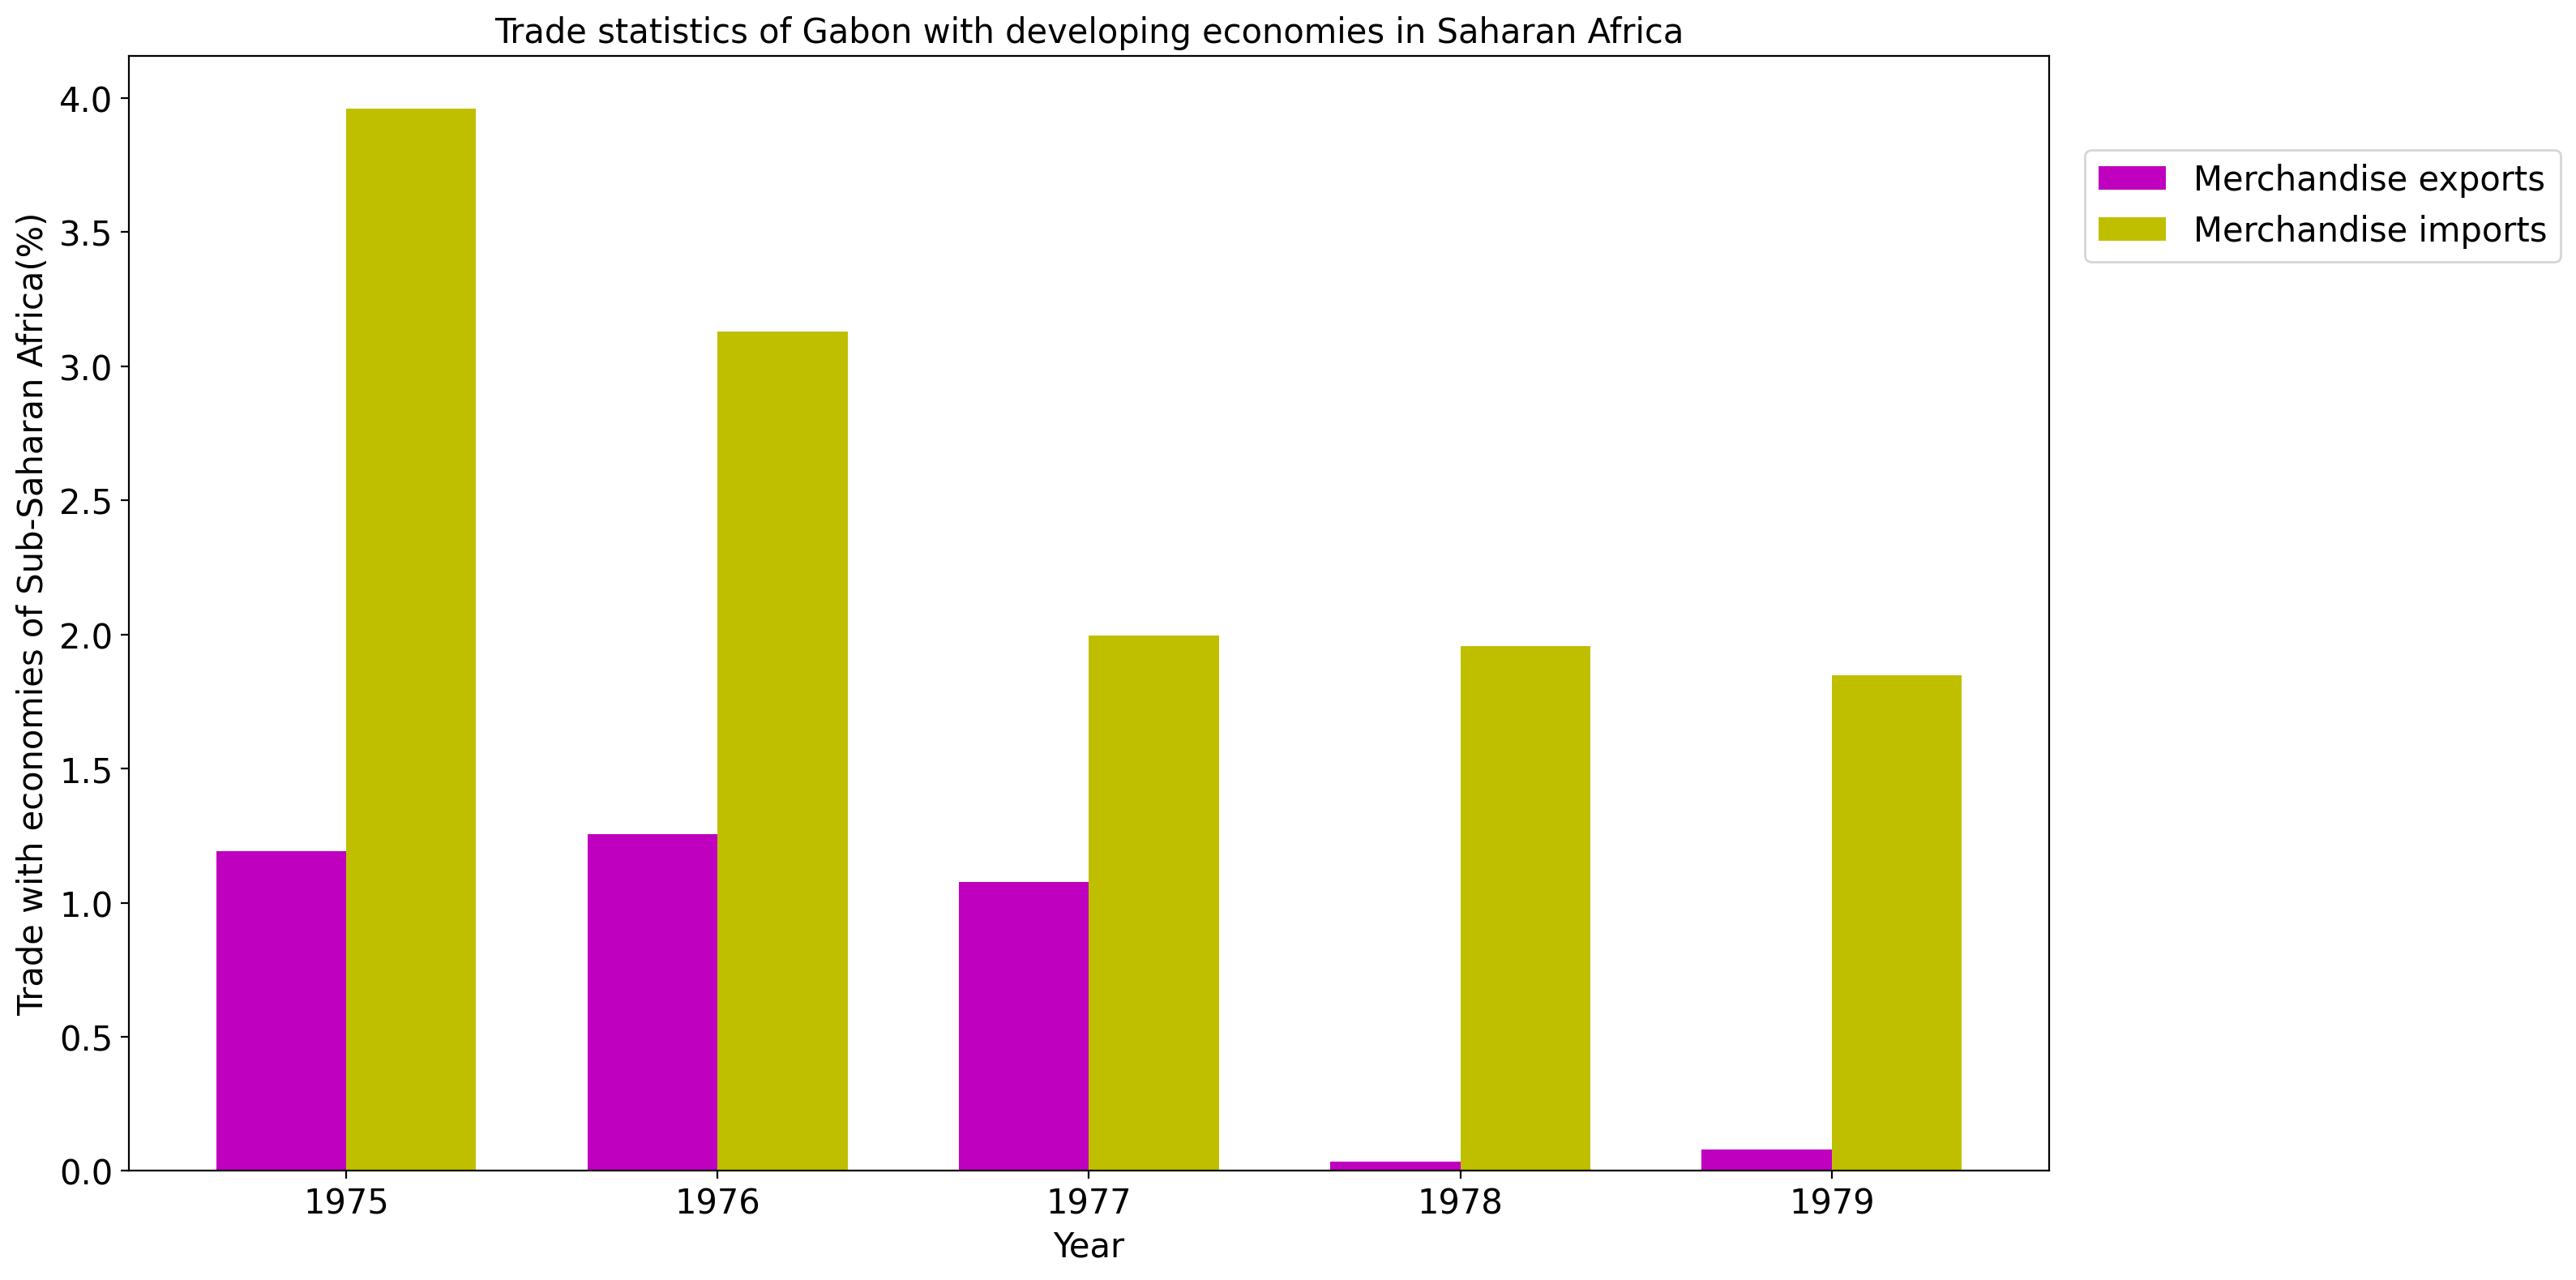 Trade statistics of Gabon with developing economies in Saharan Africa
Trade with economies of Sub-Saharan Africa(%)
4.0
3.5
3.0
2.5
2.0
1.5
1.0
0.5
0.0
1975
1976
1977
1978
1979
Year
Merchandise exports
Merchandise imports